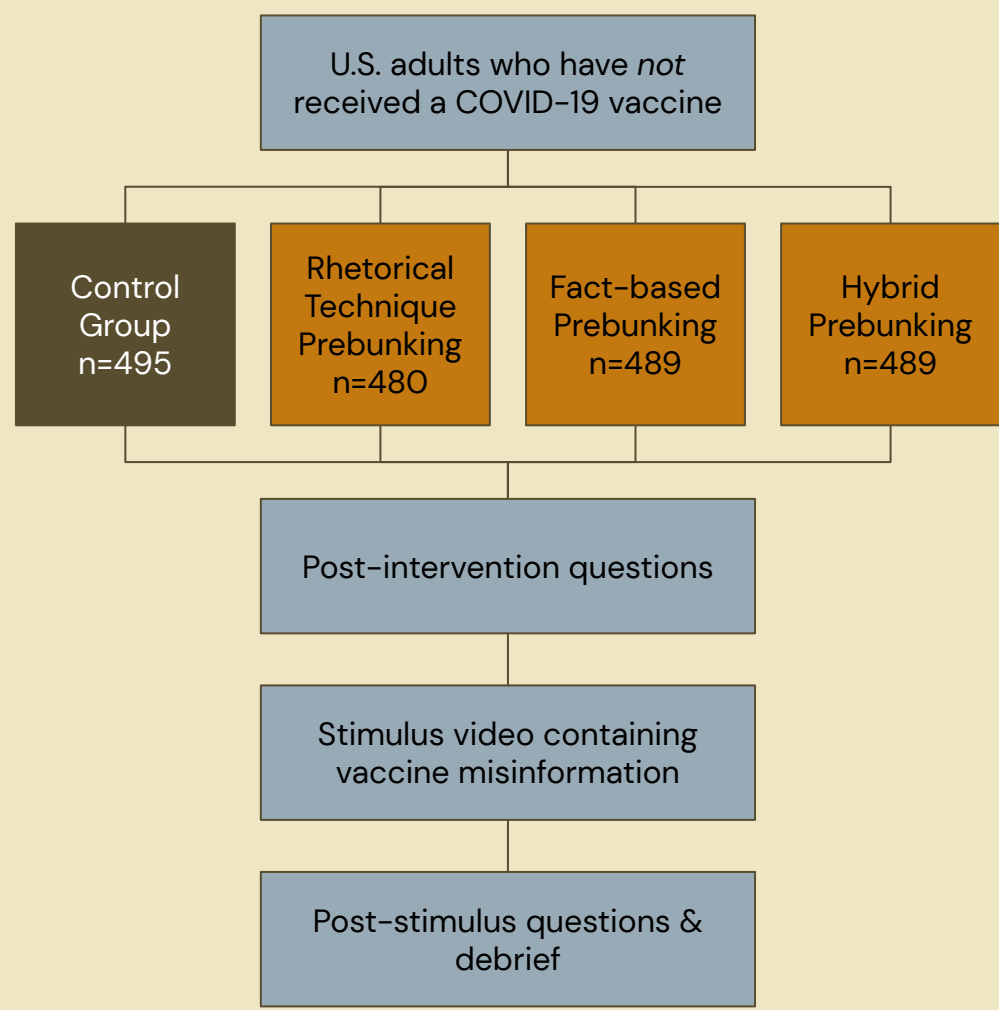 U.S. adults who have not
received a COVID-19 vaccine
Control
Group
n=495
Rhetorical
Technique
Prebunking
n=480
Fact-based
Prebunking
n=489
Hybrid
Prebunking
n=489
Post-intervention questions
Stimulus video containing
vaccine misinformation
Post-stimulus questions &
debrief